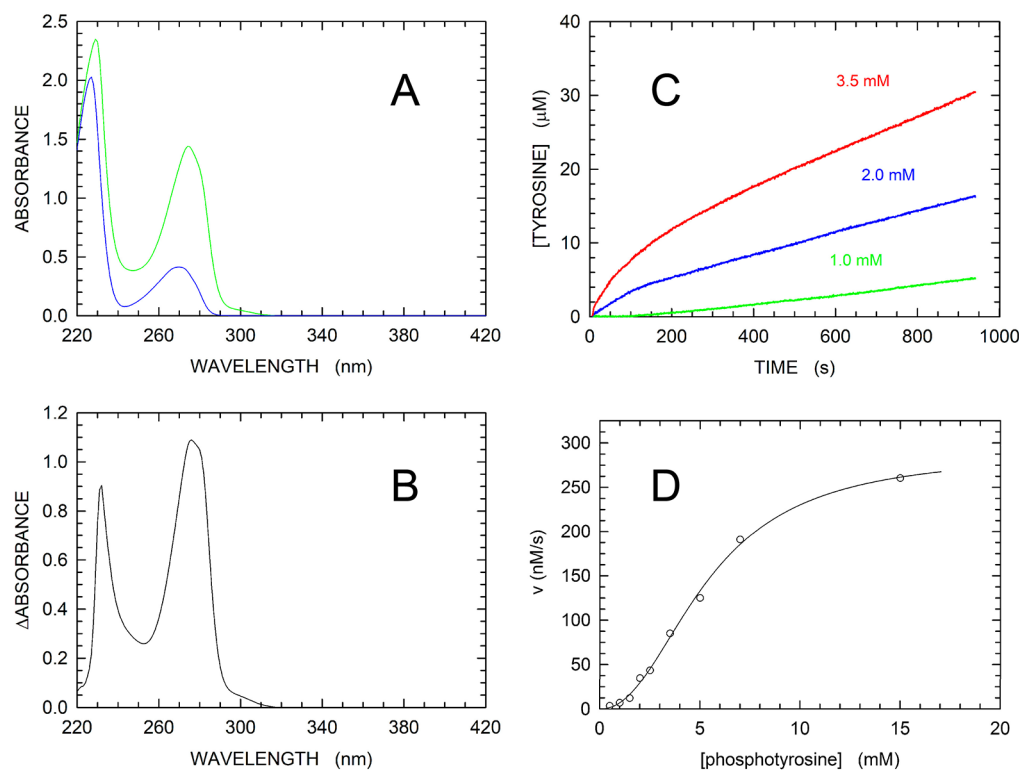 A
ABSORBANCE
2.5
2.0
1.5
1.0
0.5
0.0
220 260 300 340 380 420
WAVELENGTH (nm)
C
[TYROSINE] (μM)
40
30
20
10
0
3.5 mM
2.0 mM
1.0 mM
0 200 400 600 800 1000
TIME (s)
B
ΔABSORBANCE
1.2
1.0
0.8
0.6
0.4
0.2
0.0
220 260 300 340 380 420
WAVELENGTH (nm)
D
v (nM/s)
300
250
200
150
100
50
0
0 5 10 15 20
[phosphotyrosine] (mM)